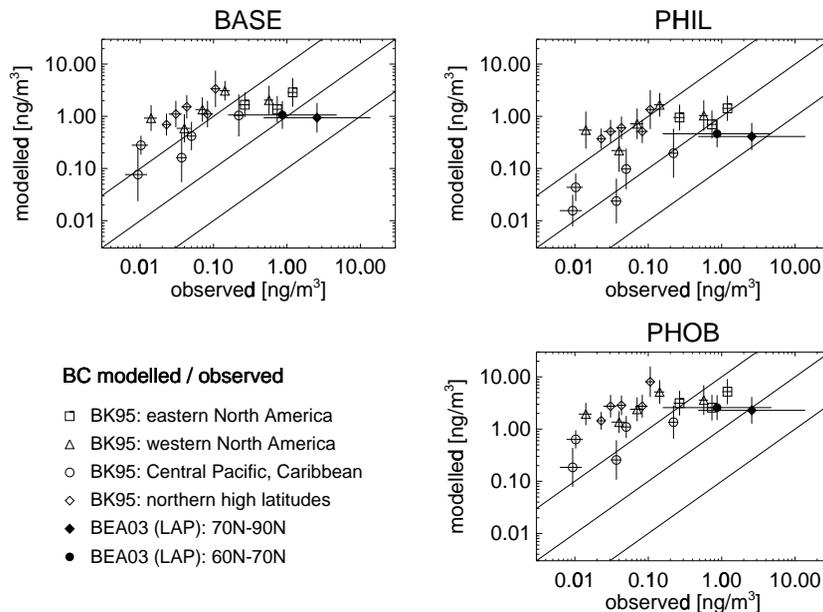 BASE
modelled [ng/m³]
10.00
1.00
0.10
0.01
0.01 0.10 1.00 10.00
observed [ng/m³]
PHIL
modelled [ng/m³]
10.00
1.00
0.10
0.01
0.01 0.10 1.00 10.00
observed [ng/m³]
BC modelled / observed
BK95: eastern North America
BK95: western North America
BK95: Central Pacific, Caribbean
BK95: northern high latitudes
BEA03 (LAP): 70N-90N
BEA03 (LAP): 60N-70N
PHOB
modelled [ng/m³]
10.00
1.00
0.10
0.01
0.01 0.10 1.00 10.00
observed [ng/m³]